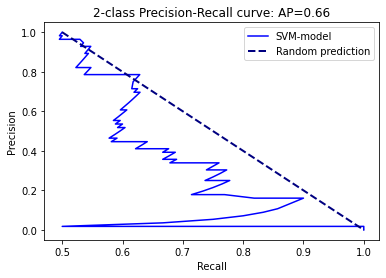 2-class Precision-Recall curve: AP=0.66
1.0
0.8
0.6
0.4
0.2
0.0
Precision
SVM-model
Random prediction
0.5 0.6 0.7 0.8 0.9 1.0
Recall